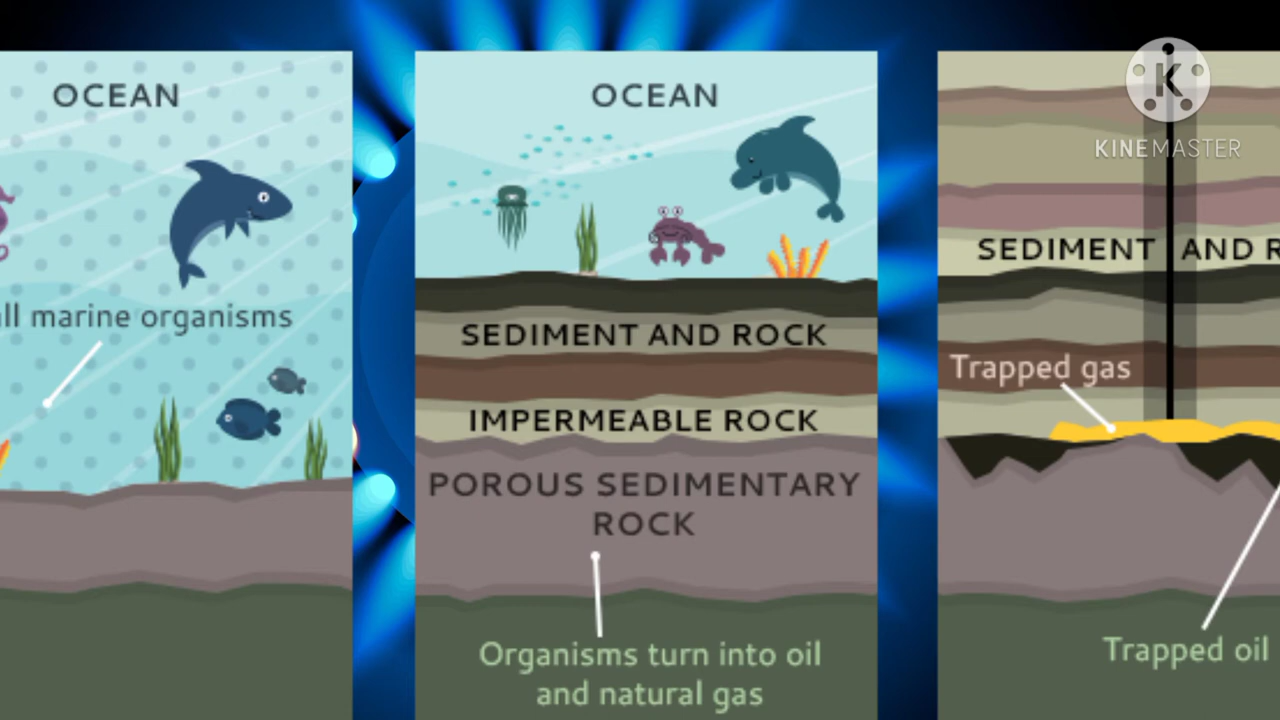 OCEAN
all marine organisms
OCEAN
SEDIMENT AND ROCK
IMPERMEABLE ROCK
POROUS SEDIMENTARY
ROCK
Organisms turn into oil
and natural gas
KINEMASTER
SEDIMENT AND R
Trapped gas
Trapped oil